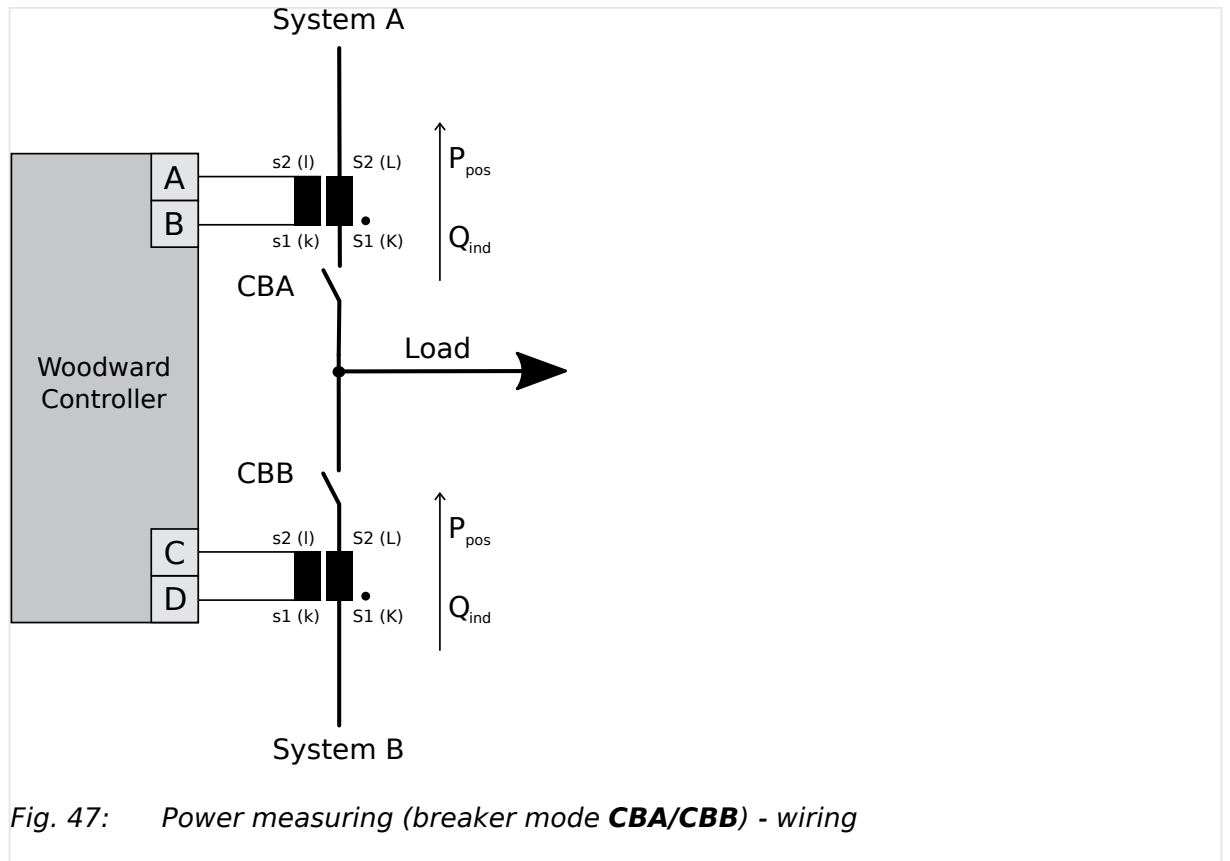 System A
A
s2 (l)
S2 (L)
P pos
B
s1 (k)
S1 (K)
Q ind
CBA
Load
Woodward
Controller
CBB
C
s2 (l)
S2 (L)
P pos
D
s1 (k)
S1 (K)
Q ind
System B
Fig. 47: Power measuring (breaker mode CBA/CBB) - wiring